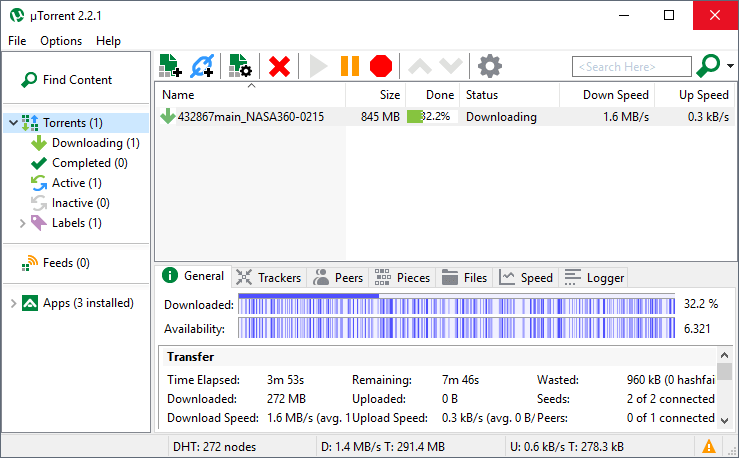 µTorrent 2.2.1
File Options Help
Find Content
<Search Here>
Name Size Done Status Down Speed Up Speed
Torrents (1)
432867main_NASA360-0215 845 MB 32.2% Downloading 1.6 MB/s 0.3 kB/s
Downloading (1)
Completed (0)
Active (1)
Inactive (0)
Labels (1)
Feeds (0)
Apps (3 installed)
General Trackers Peers Pieces Files Speed Logger
Downloaded: 32.2 %
Availability: 6.321
Transfer
Time Elapsed: 3m 53s Remaining: 7m 46s Wasted: 960 kB (0 hashfai
Downloaded: 272 MB Uploaded: 0 B Seeds: 2 of 2 connected
Download Speed: 1.6 MB/s (avg. 1 Upload Speed: 0.3 kB/s (avg. 0 B/ Peers: 0 of 1 connected
DHT: 272 nodes D: 1.4 MB/s T: 291.4 MB U: 0.6 kB/s T: 278.3 kB